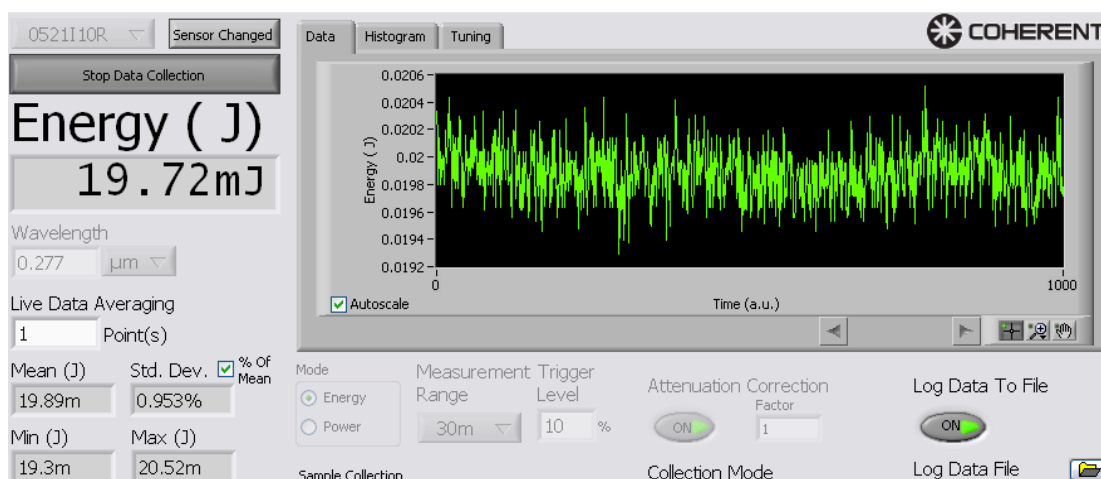 0521I10R
Sensor Changed
Stop Data Collection
Energy ( J)
19.72mJ
Wavelength
0.277 µm
Live Data Averaging
1 Point(s)
Mean (J) Std. Dev. % Of Mean
19.89m 0.953%
Min (J) Max (J)
19.3m 20.52m
Data Histogram Tuning
COHERENT
0.0206
0.0204
0.0202
0.02
0.0198
0.0196
0.0194
0.0192
Energy (J)
0 1000
Autoscale
Time (a.u.)
Mode
Energy
Power
Measurement Range
30m
Trigger Level
10 %
Attenuation Correction
Factor
ON 1
Log Data To File
ON
Sample Collection
Collection Mode
Log Data File